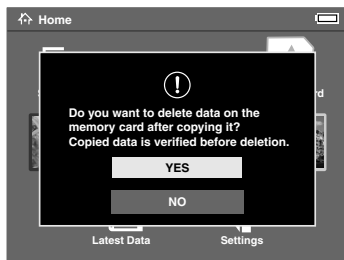 Home
Do you want to delete data on the
memory card after copying it?
Copied data is verified before deletion.
YES
NO
Latest Data
Settings